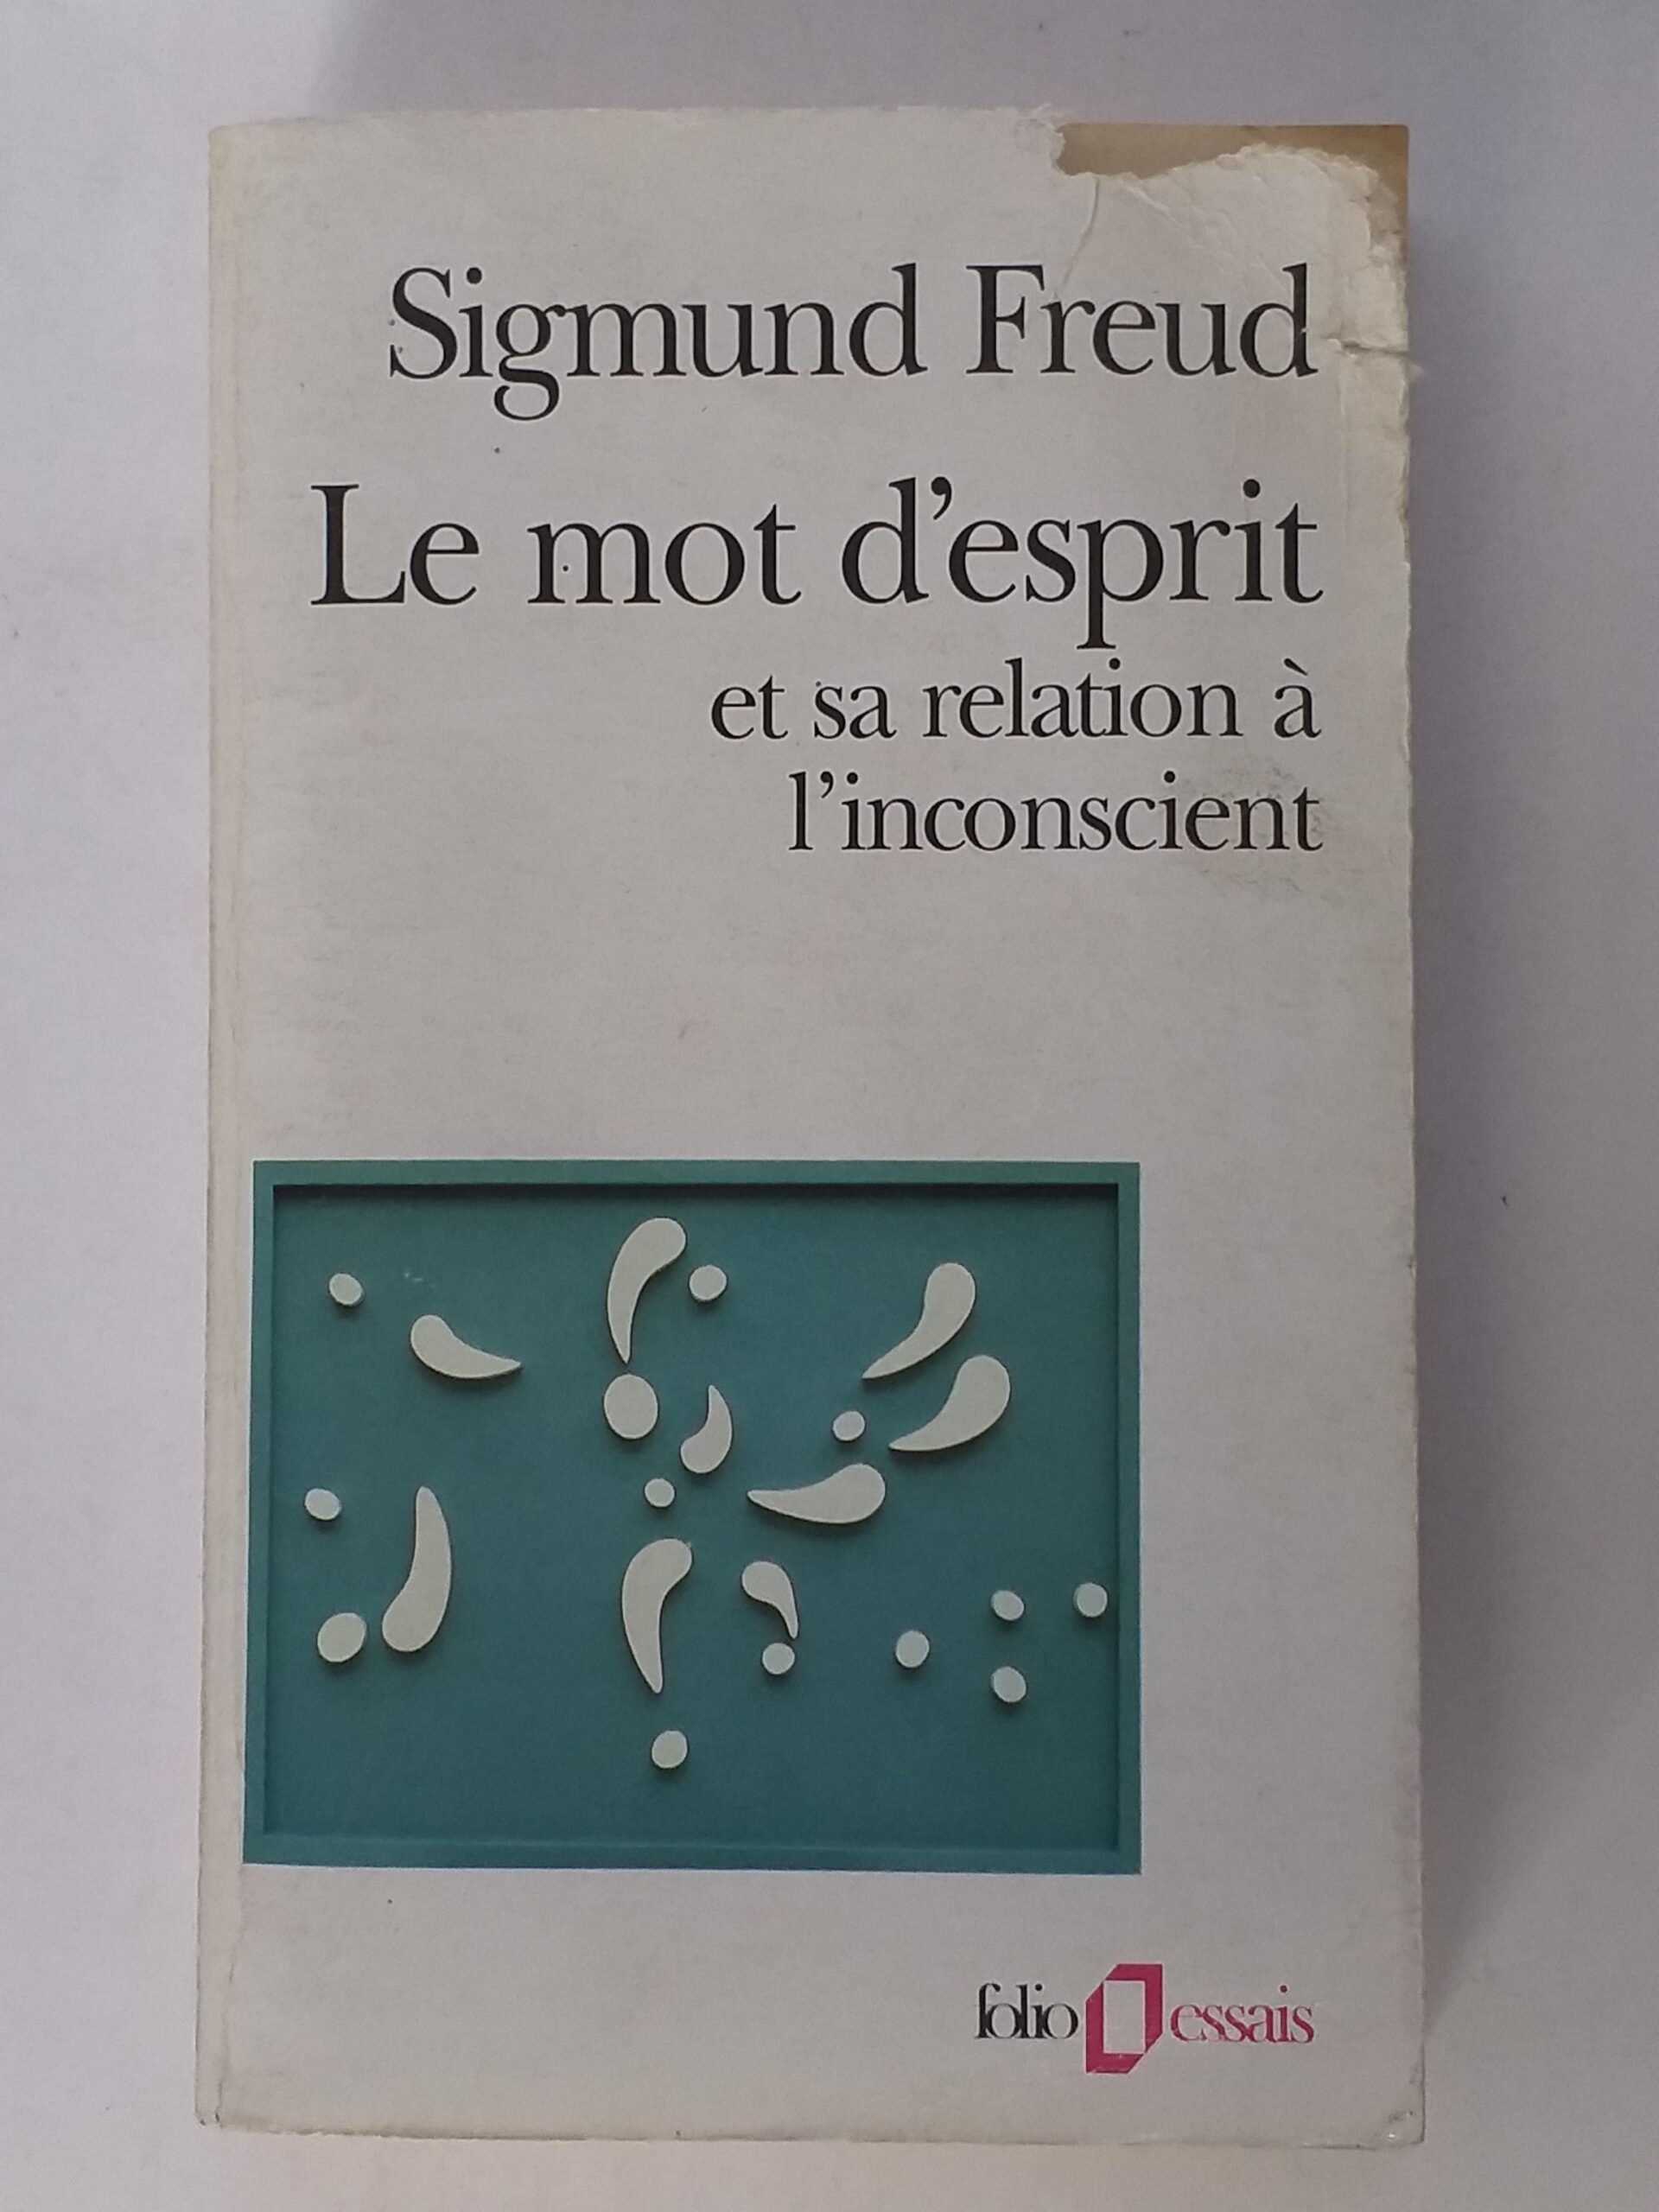 Sigmund Freud
Le mot d’esprit
et sa relation à
l’inconscient
folio essais